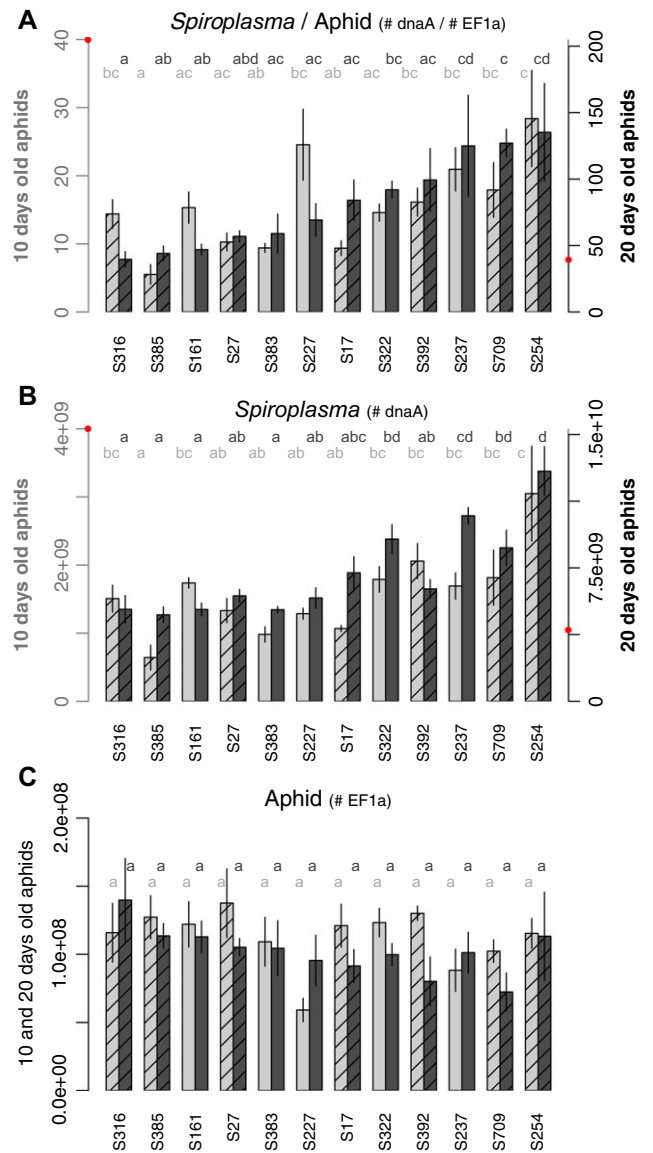 A
Spiroplasma / Aphid (# dnaA / # EF1a)
10 days old aphids
0 10 20 30 40
a ab ab abd ac ac ac bc ac cd c cd
bc a ac ac ab bc ac bc bc bc bc c
20 days old aphids
0 50 100 150 200
S316 S385 S161 S27 S383 S227 S17 S322 S392 S237 S709 S254
B
Spiroplasma (# dnaA)
10 days old aphids
0 2e+09 4e+09
a a a ab a ab abc bd ab cd bd d
bc a bc ab ab ab ab bc bc bc bc c
20 days old aphids
0 7.5e+09 1.5e+10
S316 S385 S161 S27 S383 S227 S17 S322 S392 S237 S709 S254
C
Aphid (# EF1a)
10 and 20 days old aphids
0.0e+00 1.0e+08 2.0e+08
a a a a a a a a a a a a
a a a a a a a a a a a a
S316 S385 S161 S27 S383 S227 S17 S322 S392 S237 S709 S254